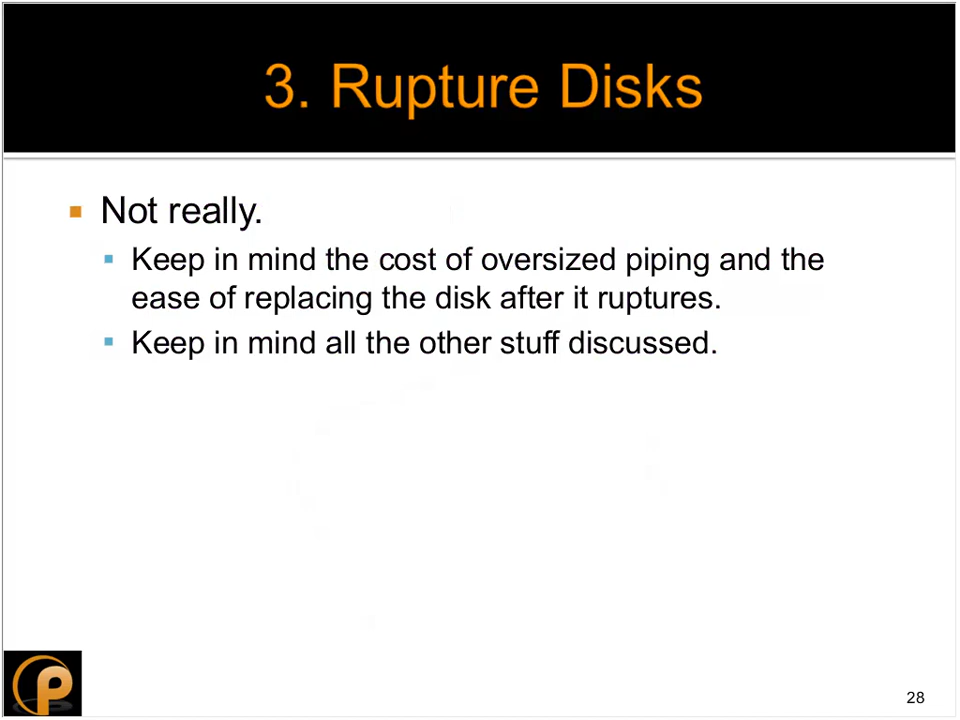 3. Rupture Disks
Not really.
Keep in mind the cost of oversized piping and the
ease of replacing the disk after it ruptures.
Keep in mind all the other stuff discussed.
P
28